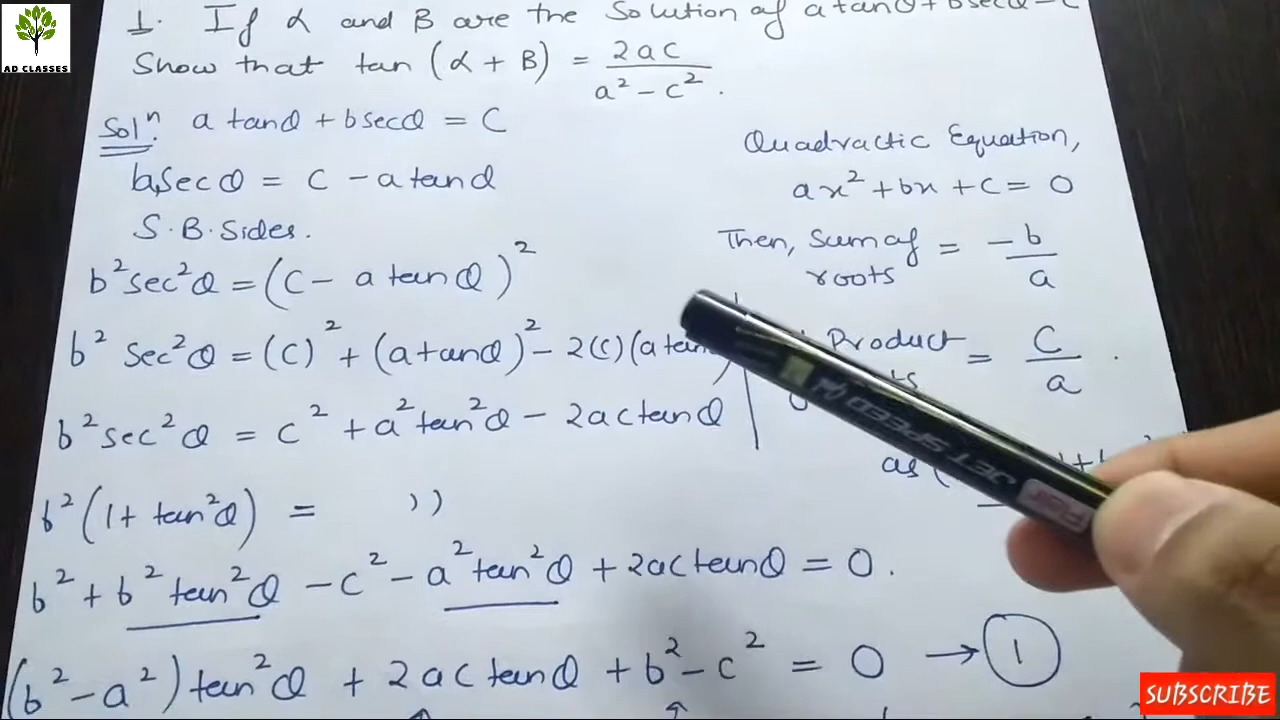 AD CLASSES
1. If α and B are the Solution of a tanθ + b secθ = C
Show that tan (α + B) = 2ac / a² - c² .
Solⁿ: a tanθ + b secθ = C
b secθ = C - a tanθ
S.B. Sides.
b² sec²θ = (C - a tanθ)²
b² sec²θ = (C)² + (a tanθ)² - 2(C)(a tan
b² sec²θ = C² + a² tan²θ - 2ac tanθ
b² (1 + tan²θ) = ))
b² + b² tan²θ - c² - a² tan²θ + 2ac tanθ = 0.
(b² - a²) tan²θ + 2ac tanθ + b² - c² = 0 → 1
Quadractic Equation,
ax² + bx + c = 0
Then, Sum of roots = -b / a
Product = C / a .
as (
JET SPEED
SUBSCRIBE